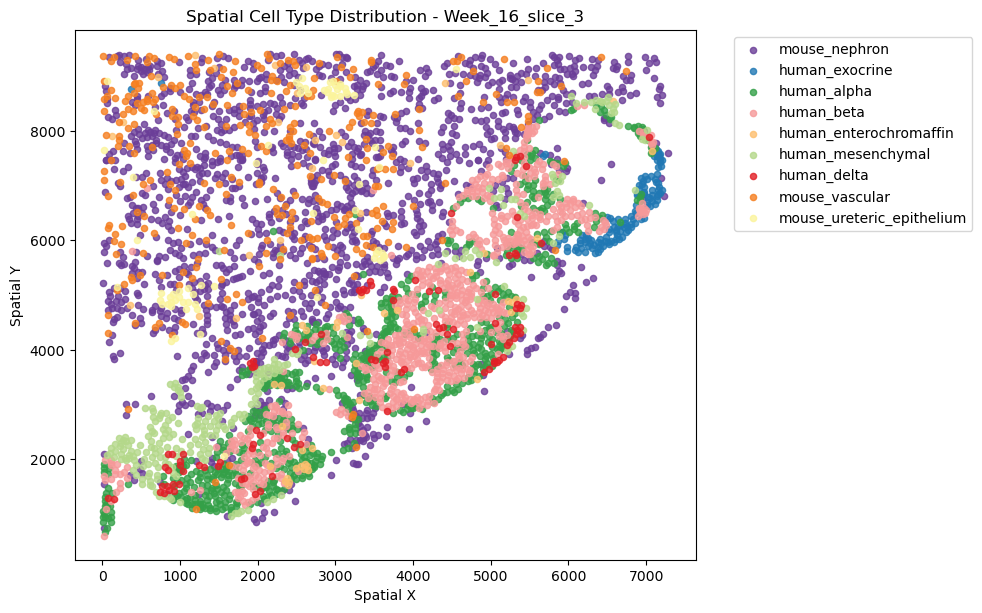 Spatial Cell Type Distribution - Week_16_slice_3
mouse_nephron
human_exocrine
human_alpha
human_beta
human_enterochromaffin
human_mesenchymal
human_delta
mouse_vascular
mouse_ureteric_epithelium
Spatial Y
8000
6000
4000
2000
0 1000 2000 3000 4000 5000 6000 7000
Spatial X